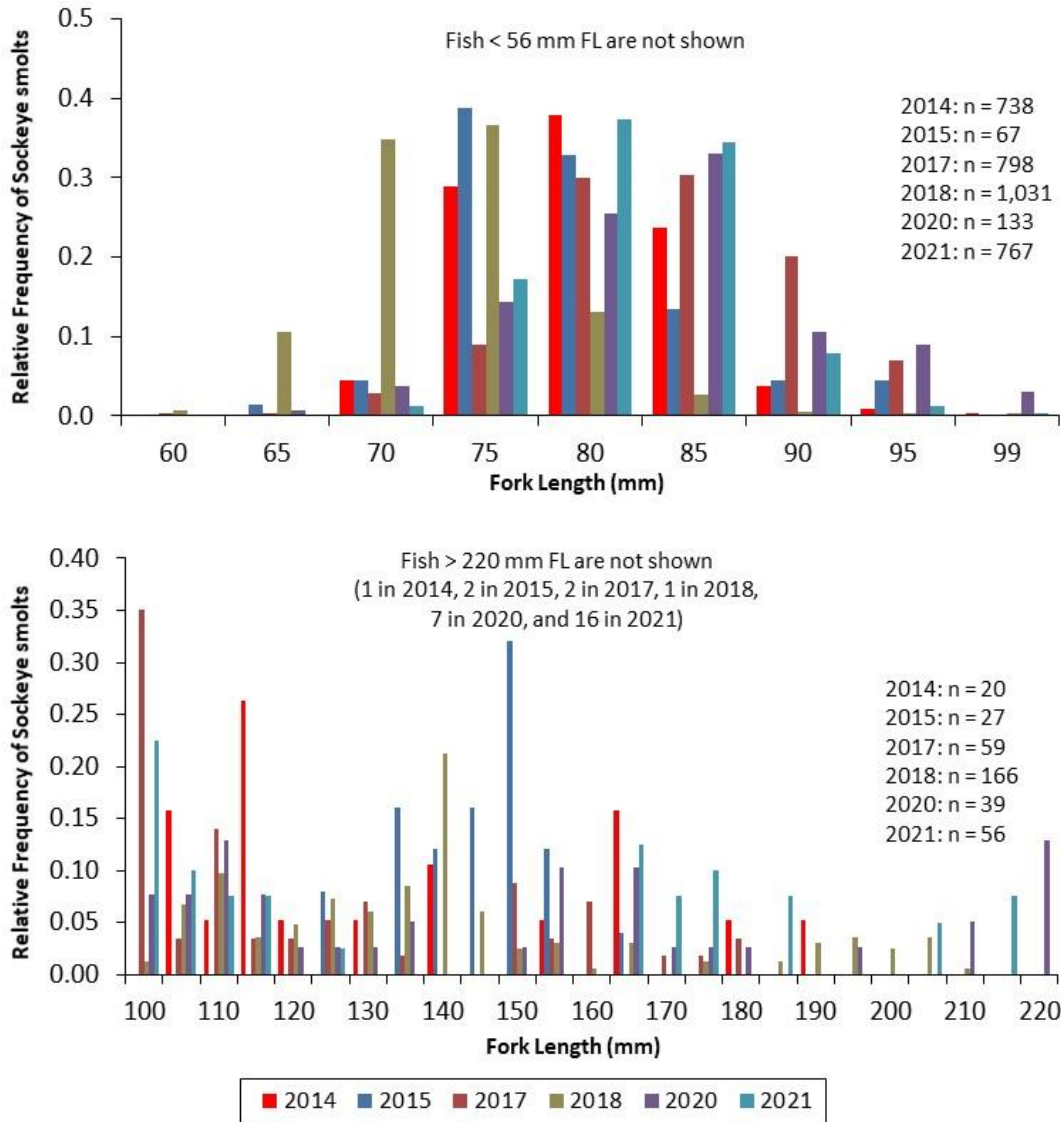 Relative Frequency of Sockeye smolts
0.5
0.4
0.3
0.2
0.1
0.0
Fish < 56 mm FL are not shown
2014: n = 738
2015: n = 67
2017: n = 798
2018: n = 1,031
2020: n = 133
2021: n = 767
60 65 70 75 80 85 90 95 99
Fork Length (mm)
Relative Frequency of Sockeye smolts
0.40
0.35
0.30
0.25
0.20
0.15
0.10
0.05
0.00
Fish > 220 mm FL are not shown
(1 in 2014, 2 in 2015, 2 in 2017, 1 in 2018,
7 in 2020, and 16 in 2021)
2014: n = 20
2015: n = 27
2017: n = 59
2018: n = 166
2020: n = 39
2021: n = 56
100 110 120 130 140 150 160 170 180 190 200 210 220
Fork Length (mm)
2014 2015 2017 2018 2020 2021